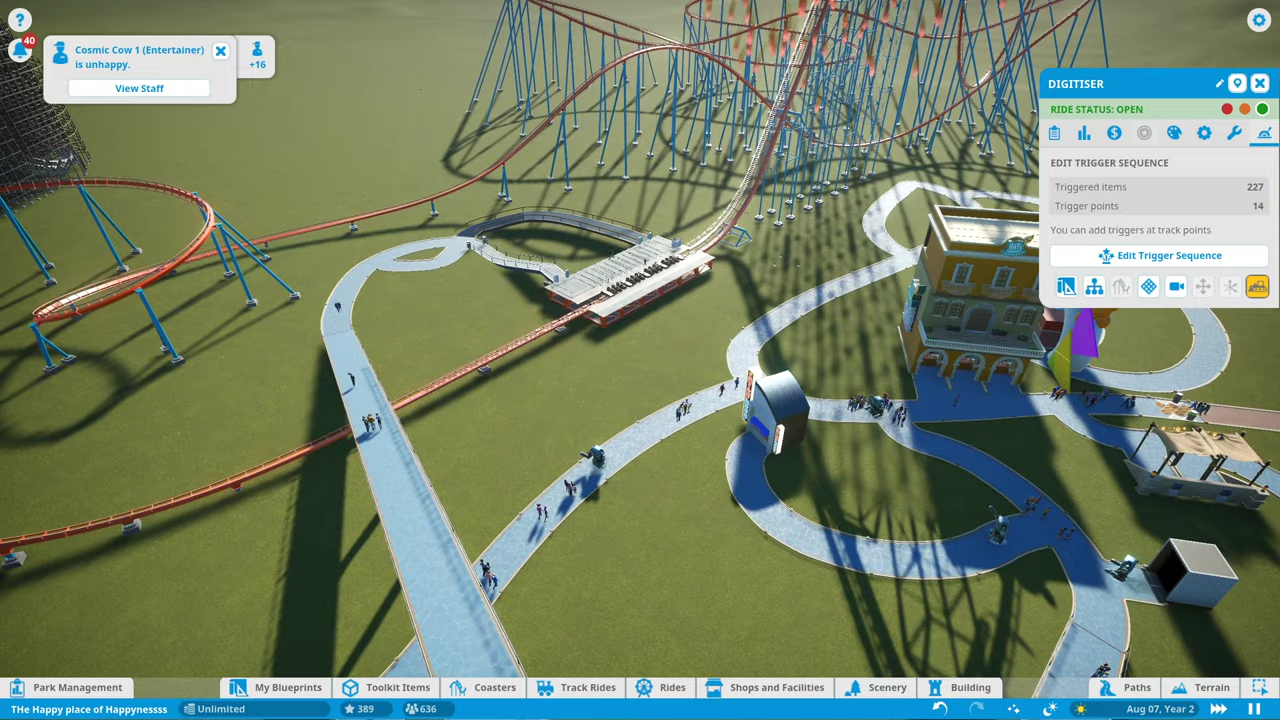 ?
40
Cosmic Cow 1 (Entertainer)
is unhappy.
View Staff
+16
DIGITISER
RIDE STATUS: OPEN
EDIT TRIGGER SEQUENCE
Triggered items 227
Trigger points 14
You can add triggers at track points
Edit Trigger Sequence
Park Management
My Blueprints
Toolkit Items
Coasters
Track Rides
Rides
Shops and Facilities
Scenery
Building
Paths
Terrain
The Happy place of Happynessss
Unlimited
389
636
Aug 07, Year 2